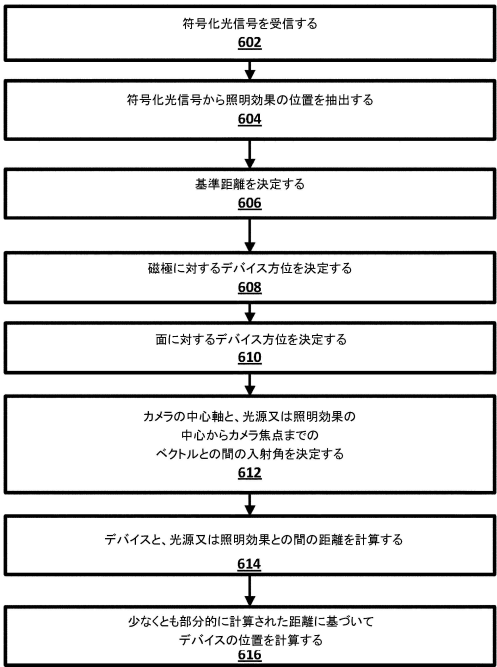 符号化光信号を受信する
602
符号化光信号から照明効果の位置を抽出する
604
基準距離を決定する
606
磁極に対するデバイス方位を決定する
608
面に対するデバイス方位を決定する
610
カメラの中心軸と、光源又は照明効果の
中心からカメラ焦点までの
ベクトルとの間の入射角を決定する
612
デバイスと、光源又は照明効果との間の距離を計算する
614
少なくとも部分的に計算された距離に基づいて
デバイスの位置を計算する
616